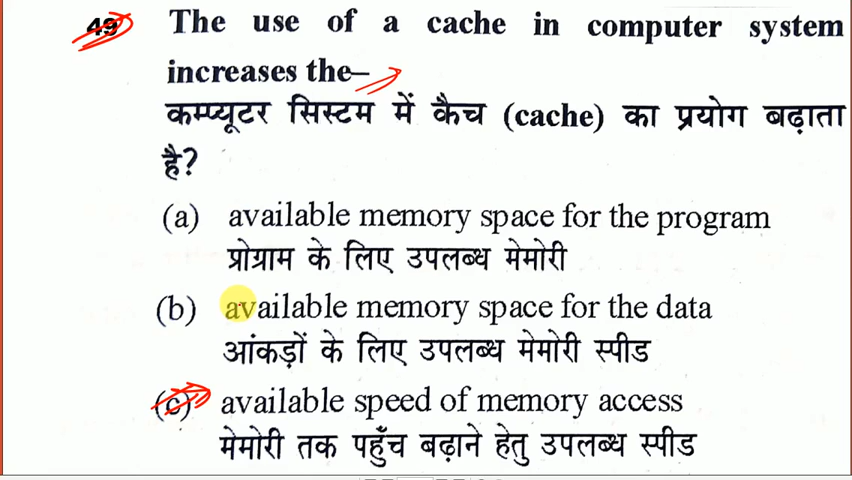 49 The use of a cache in computer system
increases the–
कम्प्यूटर सिस्टम में कैच (cache) का प्रयोग बढ़ाता
है?
(a) available memory space for the program
प्रोग्राम के लिए उपलब्ध मेमोरी
(b) available memory space for the data
आंकड़ों के लिए उपलब्ध मेमोरी स्पीड
(c) available speed of memory access
मेमोरी तक पहुँच बढ़ाने हेतु उपलब्ध स्पीड